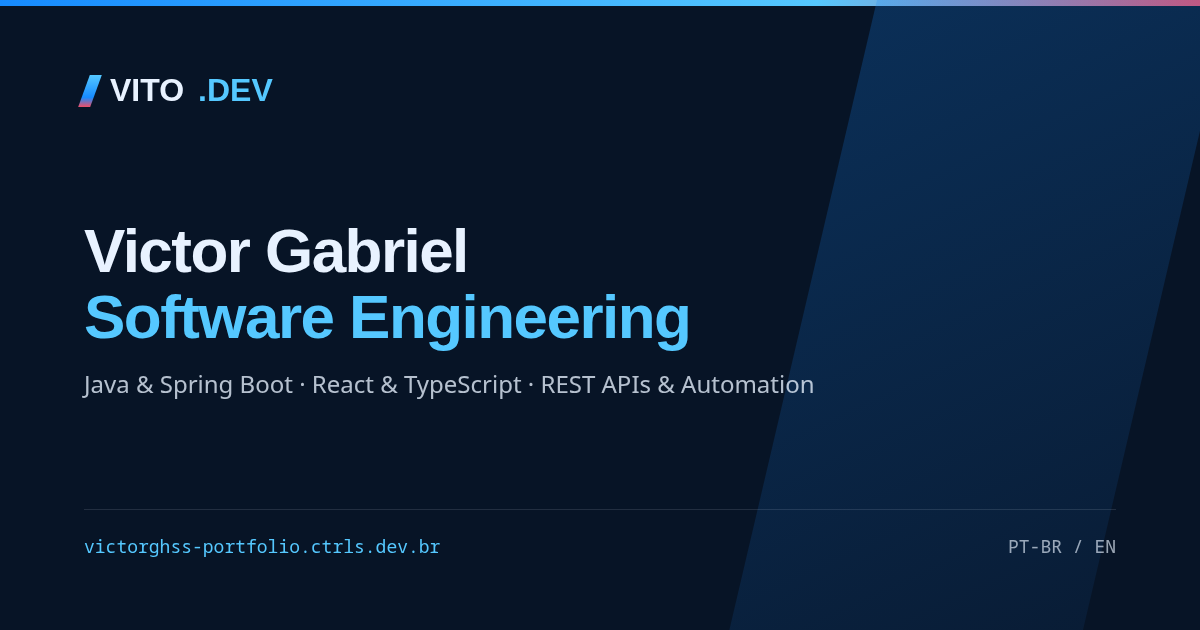 VITO .DEV
Victor Gabriel
Software Engineering
Java & Spring Boot · React & TypeScript · REST APIs & Automation
victorghss-portfolio.ctrls.dev.br
PT-BR / EN